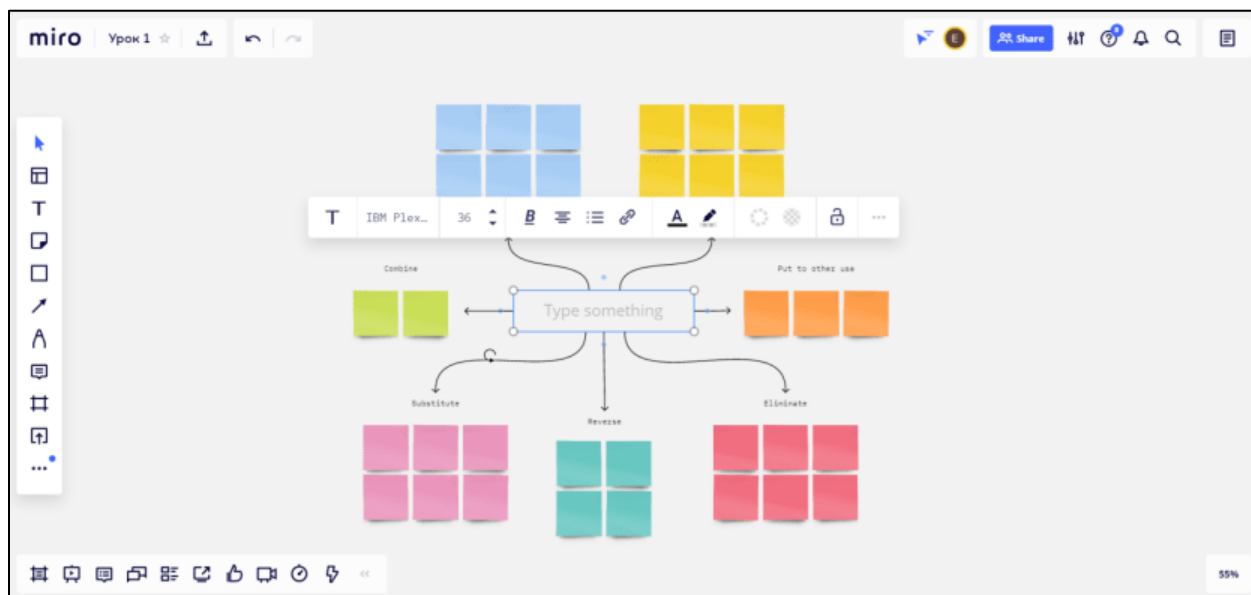 miro
Урок 1
E
Share
T
IBM Plex…
36
B
A
Combine
Put to other use
Type something
Substitute
Reverse
Eliminate
55%